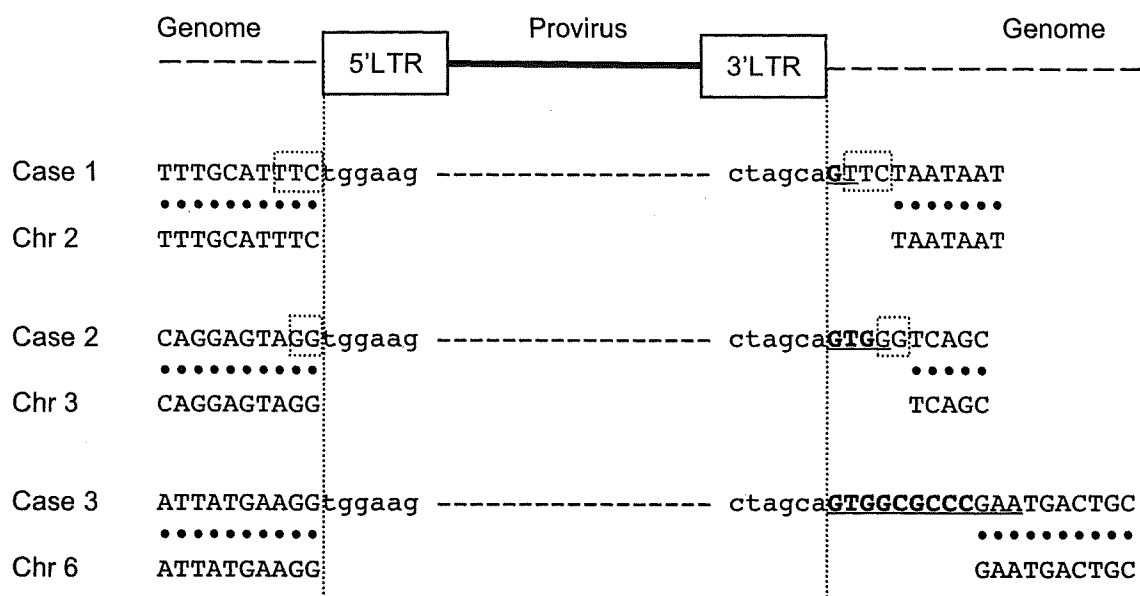 Genome Provirus Genome
5'LTR 3'LTR
Case 1 TTTGCATTTCtggaag ctagcaGTTCTAATAAT
Chr 2 TTTGCATTTC TAATAAT
Case 2 CAGGAGTAGGtggaag ctagcaGTGGGTCAGC
Chr 3 CAGGAGTAGG TCAGC
Case 3 ATTATGAAGGtggaag ctagcaGTGGCGCCCGAATGACTGC
Chr 6 ATTATGAAGG GAATGACTGC